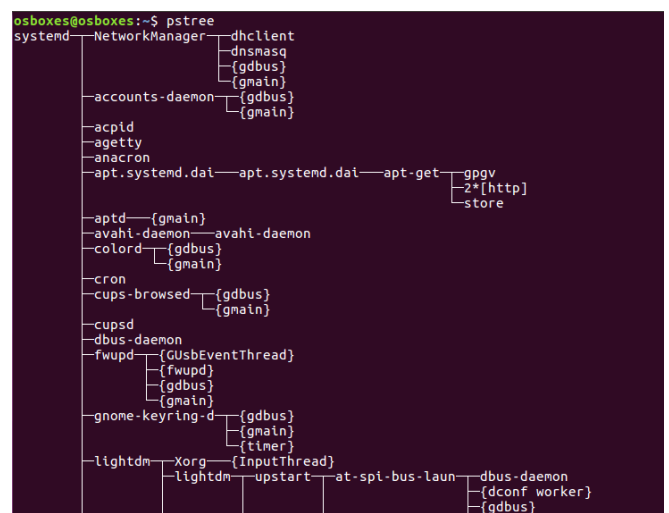 osboxes@osboxes:~$ pstree
systemd─┬─NetworkManager─┬─dhclient
        │                ├─dnsmasq
        │                ├─{gdbus}
        │                └─{gmain}
        ├─accounts-daemon─┬─{gdbus}
        │                 └─{gmain}
        ├─acpid
        ├─agetty
        ├─anacron
        ├─apt.systemd.dai───apt.systemd.dai───apt-get─┬─gpgv
        │                                             ├─2*[http]
        │                                             └─store
        ├─aptd───{gmain}
        ├─avahi-daemon───avahi-daemon
        ├─colord─┬─{gdbus}
        │        └─{gmain}
        ├─cron
        ├─cups-browsed─┬─{gdbus}
        │              └─{gmain}
        ├─cupsd
        ├─dbus-daemon
        ├─fwupd─┬─{GUsbEventThread}
        │       ├─{fwupd}
        │       ├─{gdbus}
        │       └─{gmain}
        ├─gnome-keyring-d─┬─{gdbus}
        │                 ├─{gmain}
        │                 └─{timer}
        ├─lightdm─┬─Xorg───{InputThread}
        │         ├─lightdm─┬─upstart─┬─at-spi-bus-laun─┬─dbus-daemon
        │         │         │         │                 ├─{dconf worker}
        │         │         │         │                 ├─{gdbus}